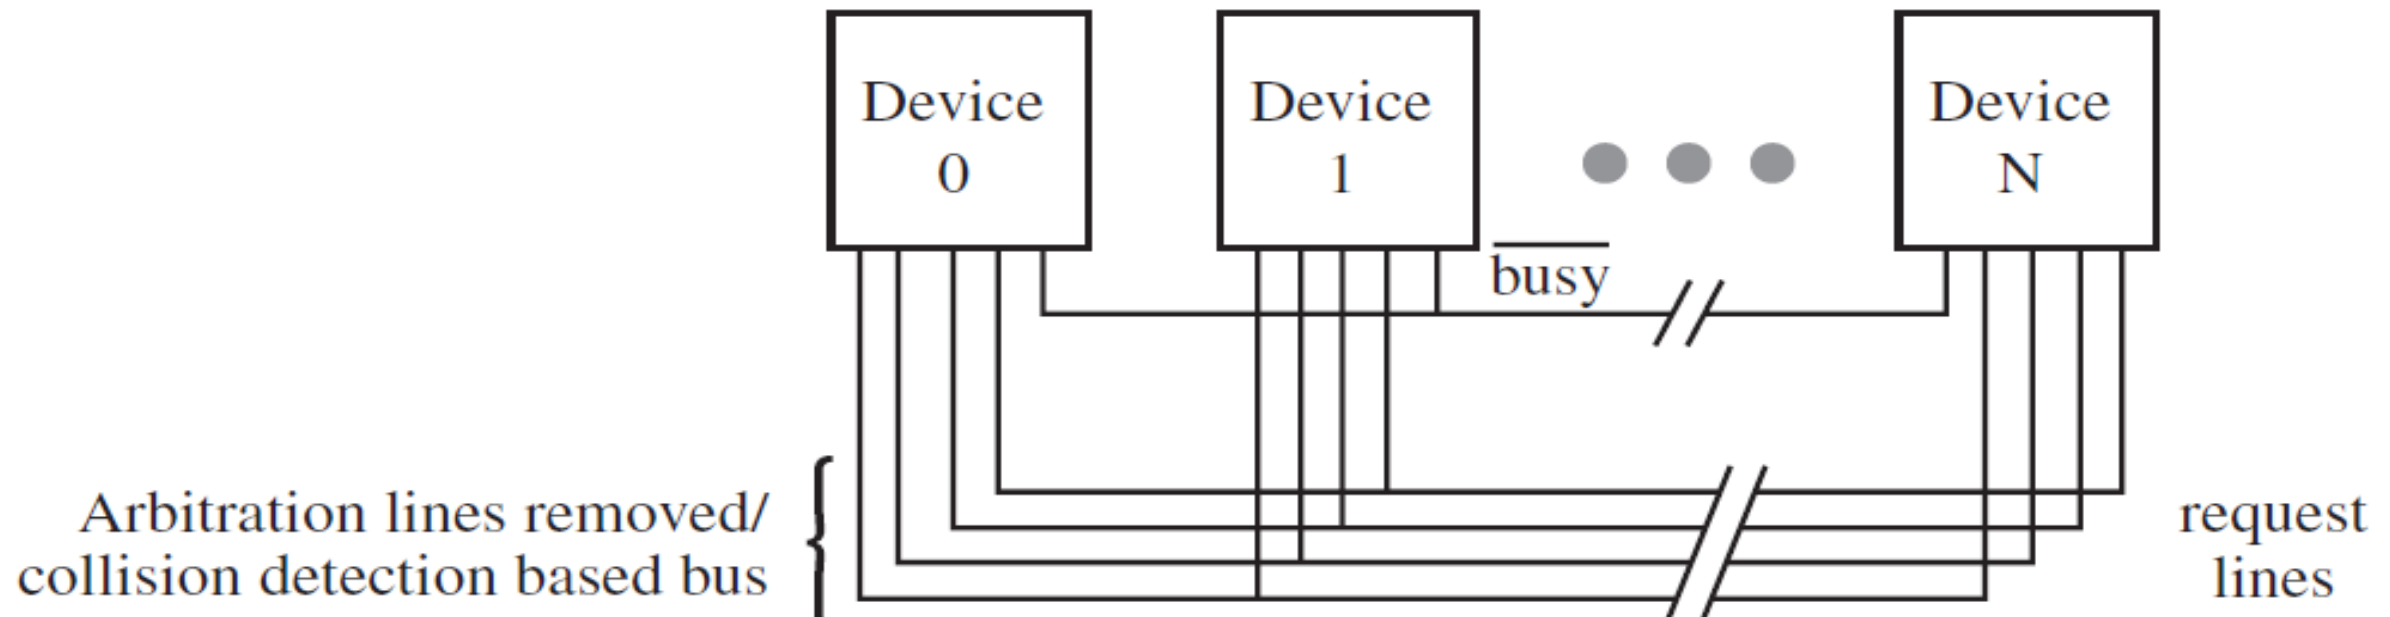 Device
0
Device
1
Device
N
busy
Arbitration lines removed/
collision detection based bus
request
lines